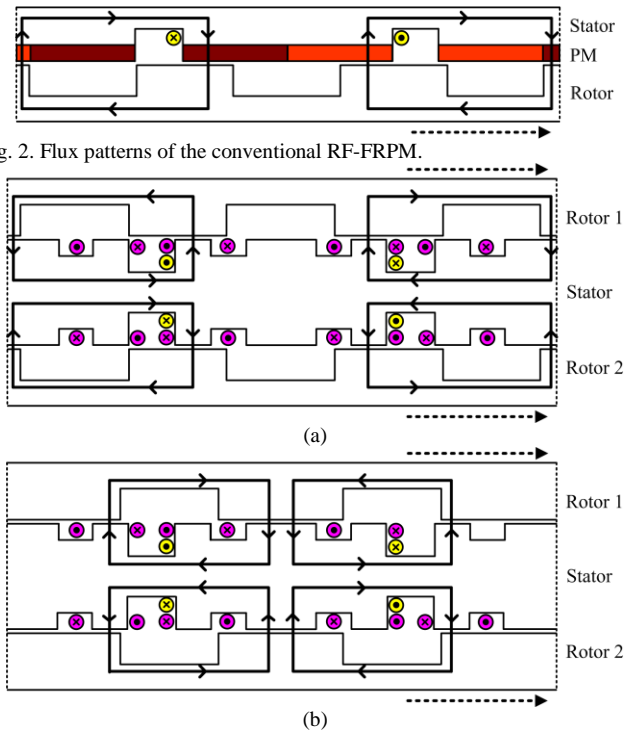 Stator
PM
Rotor
g. 2. Flux patterns of the conventional RF-FRPM.
Rotor 1
Stator
Rotor 2
(a)
Rotor 1
Stator
Rotor 2
(b)